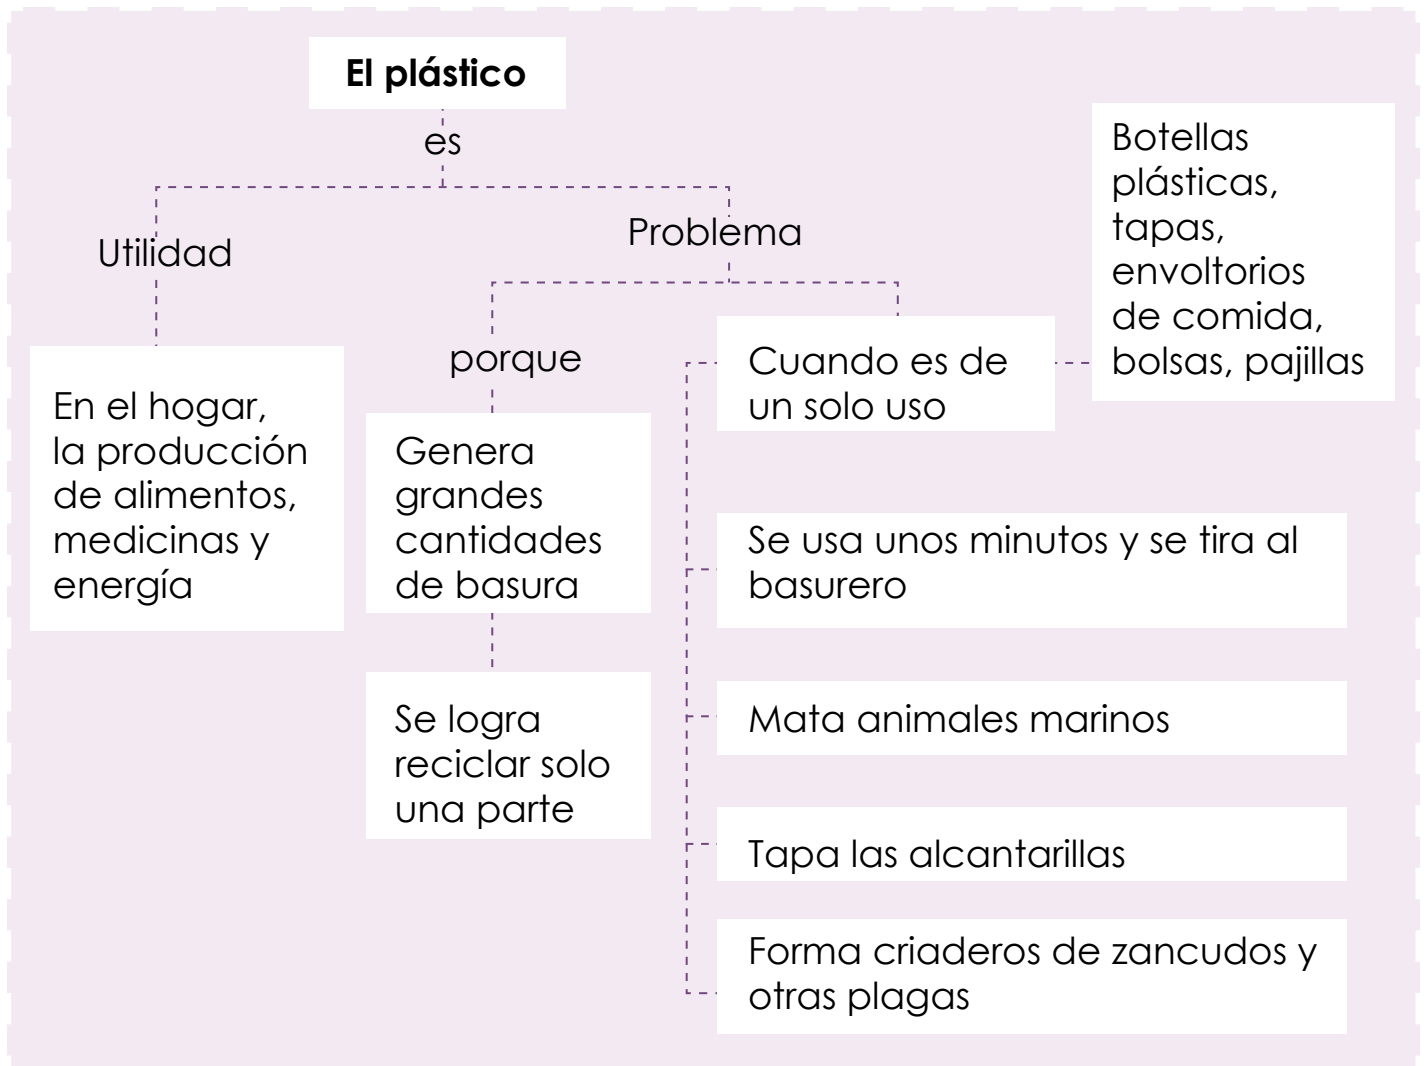 El plástico
es
Utilidad
En el hogar,
la producción
de alimentos,
medicinas y
energía
Problema
porque
Genera
grandes
cantidades
de basura
Se logra
reciclar solo
una parte
Cuando es de
un solo uso
Botellas
plásticas,
tapas,
envoltorios
de comida,
bolsas, pajillas
Se usa unos minutos y se tira al
basurero
Mata animales marinos
Tapa las alcantarillas
Forma criaderos de zancudos y
otras plagas